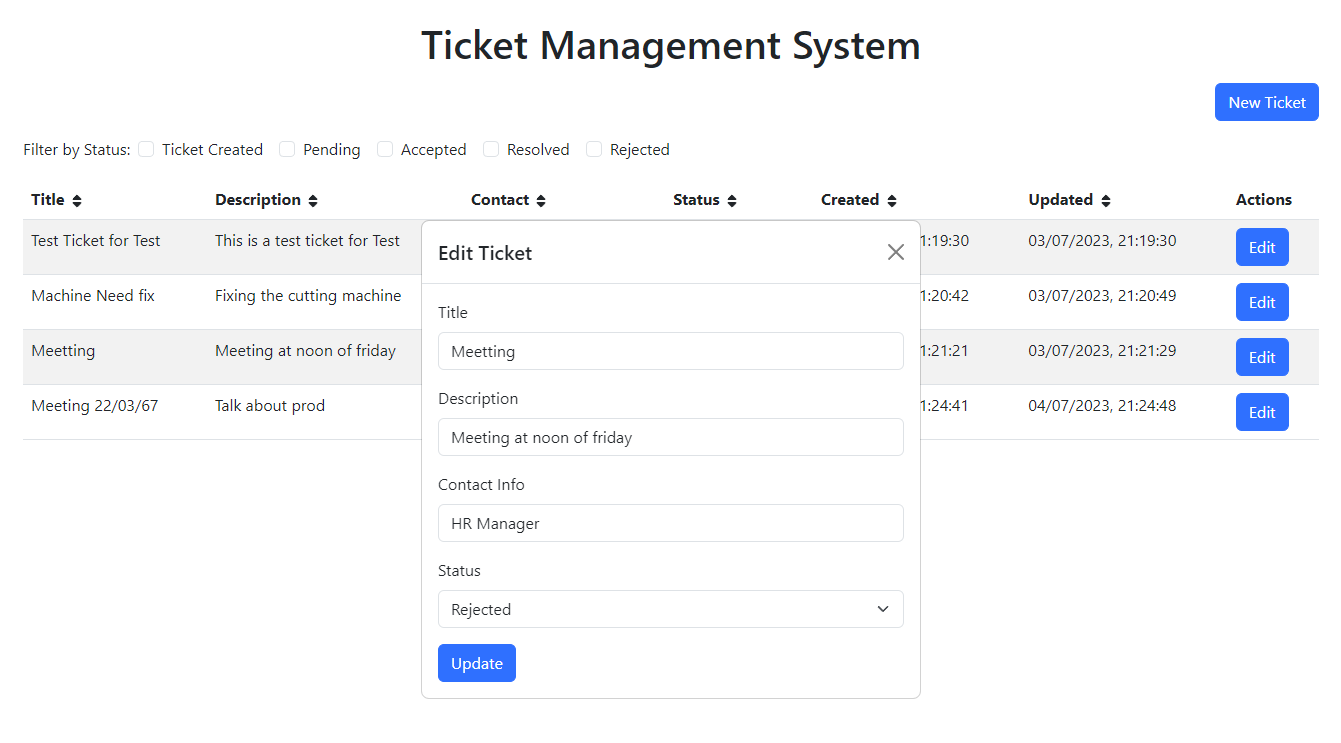 Ticket Management System
New Ticket
Filter by Status: Ticket Created Pending Accepted Resolved Rejected
Title Description Contact Status Created Updated Actions
Test Ticket for Test This is a test ticket for Test 1:19:30 03/07/2023, 21:19:30 Edit
Machine Need fix Fixing the cutting machine 1:20:42 03/07/2023, 21:20:49 Edit
Meetting Meeting at noon of friday 1:21:21 03/07/2023, 21:21:29 Edit
Meeting 22/03/67 Talk about prod 1:24:41 04/07/2023, 21:24:48 Edit
Edit Ticket
Title
Meetting
Description
Meeting at noon of friday
Contact Info
HR Manager
Status
Rejected
Update